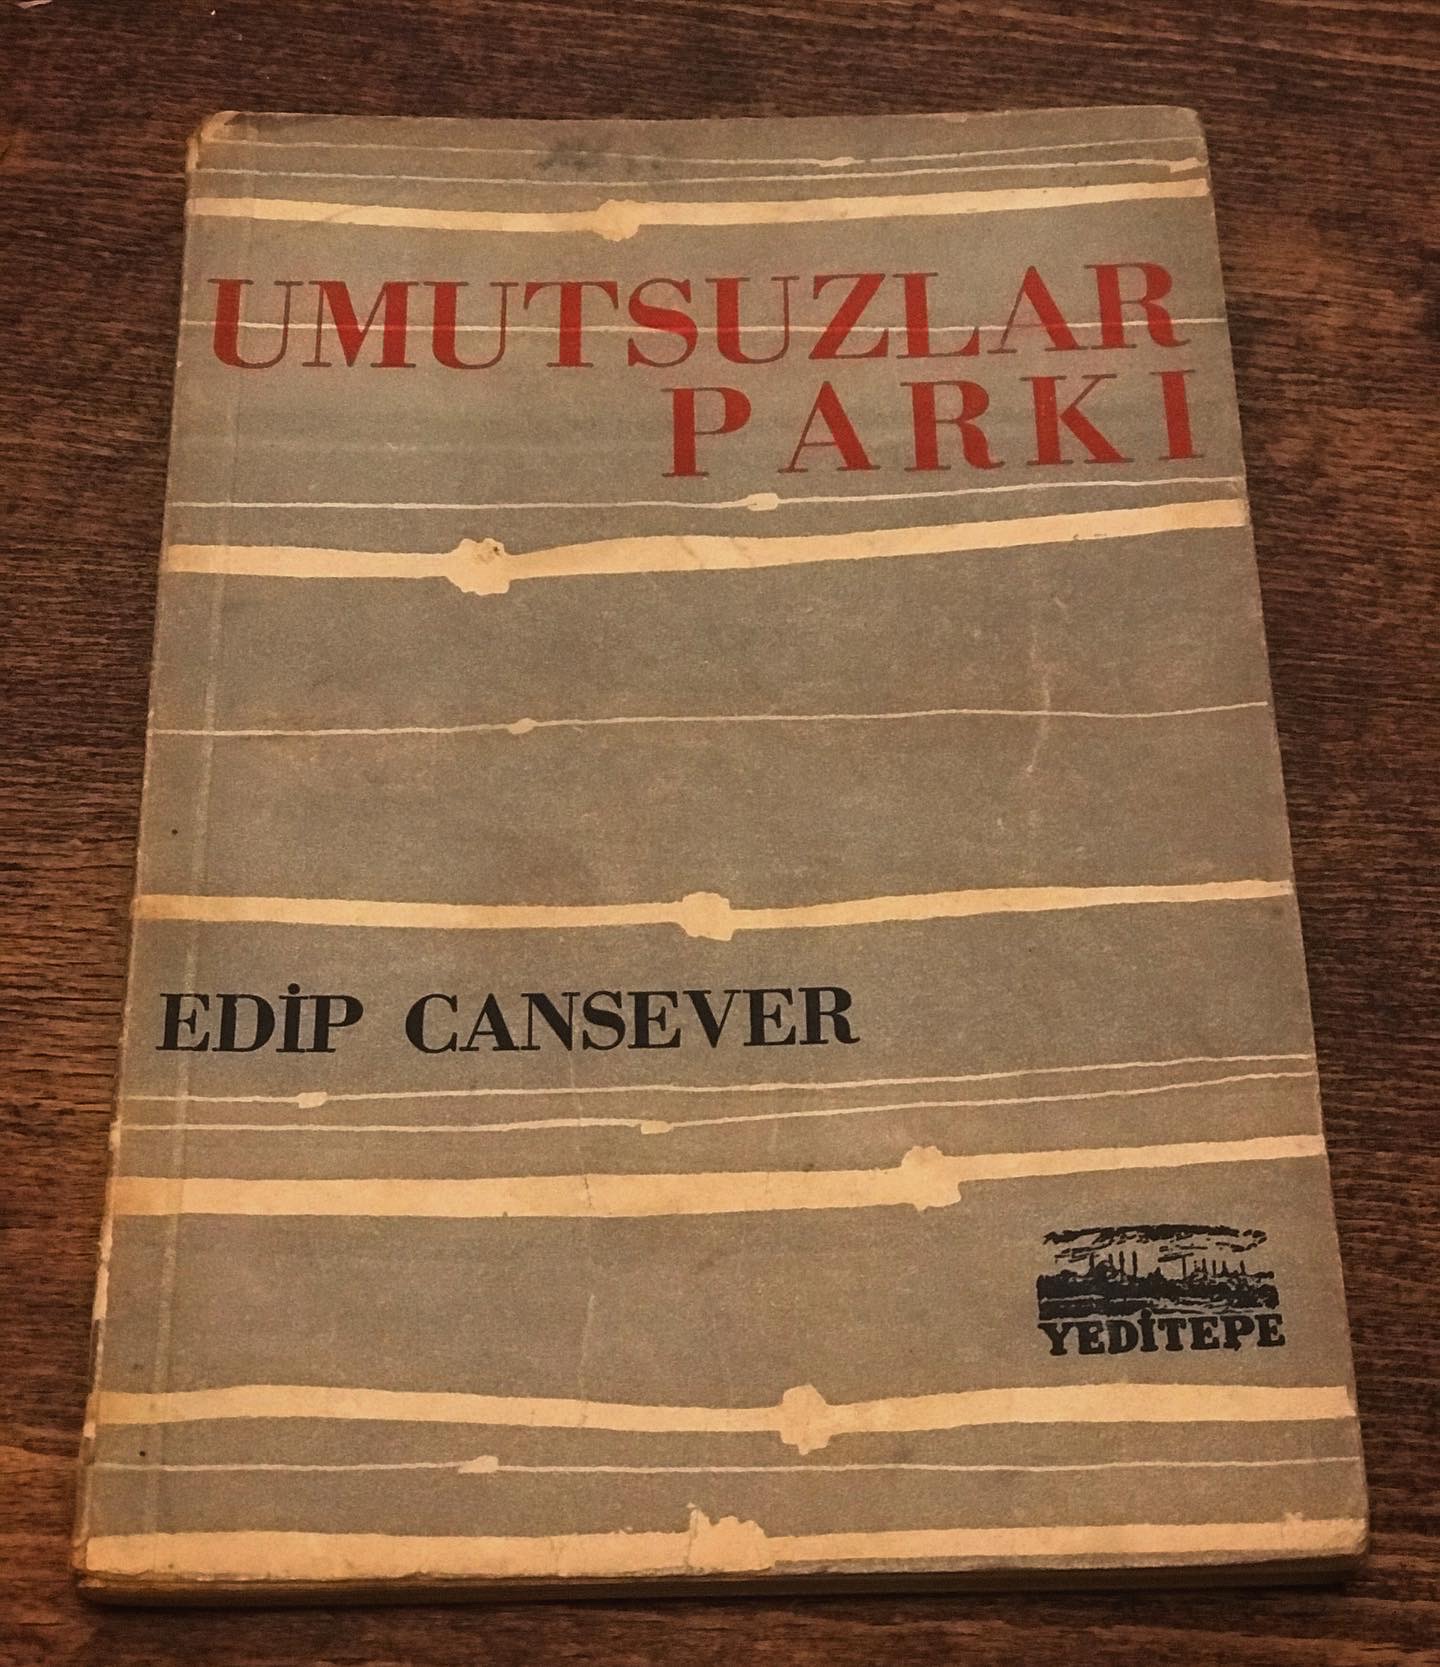 UMUTSUZLAR
PARKI
EDİP CANSEVER
YEDİTEPE